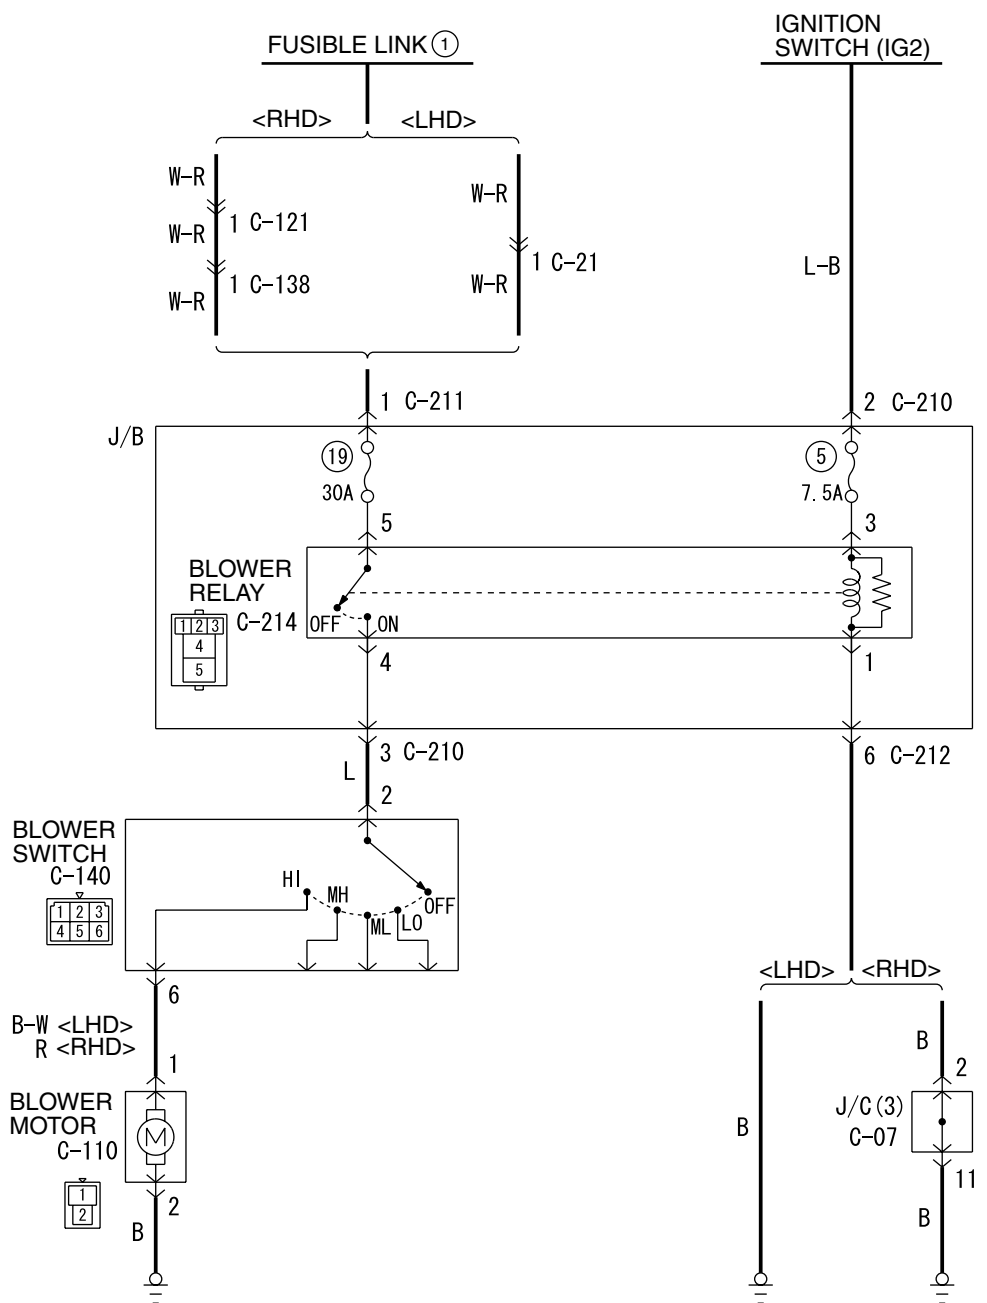 FUSIBLE LINK 1
IGNITION
SWITCH (IG2)
<RHD>
<LHD>
W-R
1 C-121
W-R
1 C-138
W-R
W-R
1 C-21
W-R
L-B
1 C-211
2 C-210
J/B
19
30A
5
7.5A
5
3
BLOWER
RELAY
C-214
1 2 3
4
5
OFF
ON
4
1
3 C-210
6 C-212
L
2
BLOWER
SWITCH
C-140
1 2 3
4 5 6
HI
MH
ML
LO
OFF
6
<LHD>
<RHD>
B-W <LHD>
R <RHD>
1
B
2
BLOWER
MOTOR
C-110
M
1
2
J/C(3)
C-07
B
11
2
B
B